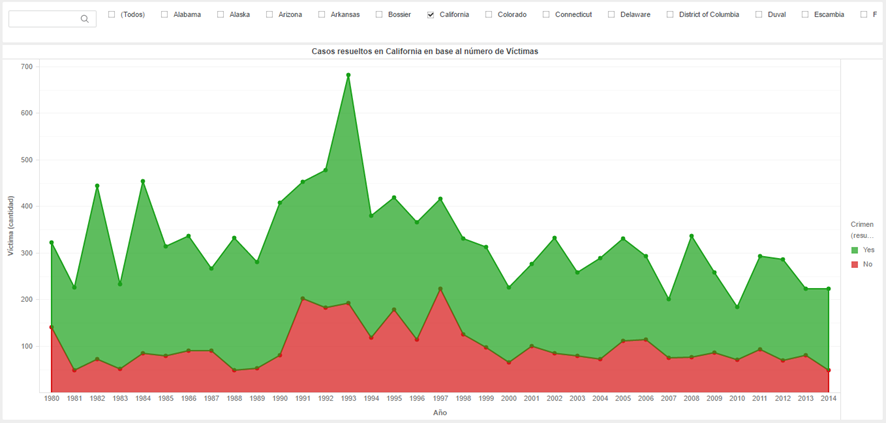 (Todos) Alabama Alaska Arizona Arkansas Bossier California Colorado Connecticut Delaware District of Columbia Duval Escambia F
Casos resueltos en California en base al número de Víctimas
700
600
500
400
300
200
100
Víctima (cantidad)
1980 1981 1982 1983 1984 1985 1986 1987 1988 1989 1990 1991 1992 1993 1994 1995 1996 1997 1998 1999 2000 2001 2002 2003 2004 2005 2006 2007 2008 2009 2010 2011 2012 2013 2014
Año
Crimen
(resu...
Yes
No